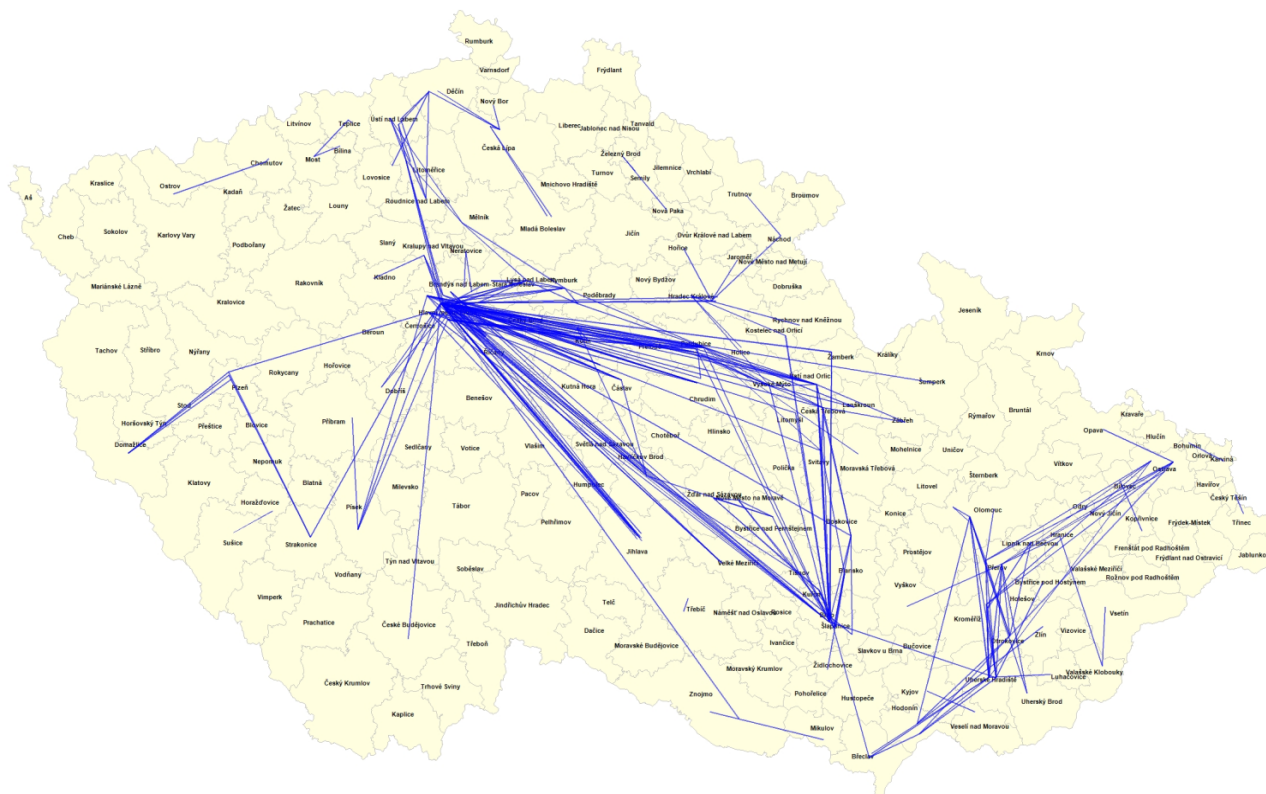 Rumburk
Varnsdorf
Frýdlant
Děčín
Nový Bor
Litvínov
Teplice
Ústí nad Labem
Liberec
Jablonec nad Nisou
Tanvald
Chomutov
Most
Bílina
Česká Lípa
Železný Brod
Aš
Kraslice
Ostrov
Kadaň
Lovosice
Litoměřice
Mnichovo Hradiště
Turnov
Semily
Jilemnice
Vrchlabí
Trutnov
Broumov
Žatec
Louny
Roudnice nad Labem
Mělník
Nová Paka
Cheb
Sokolov
Karlovy Vary
Podbořany
Slaný
Kralupy nad Vltavou
Neratovice
Mladá Boleslav
Jičín
Dvůr Králové nad Labem
Hořice
Náchod
Jaroměř
Nové Město nad Metují
Mariánské Lázně
Kralovice
Rakovník
Kladno
Brandýs nad Labem-Stará Boleslav
Lysá nad Labem
Nymburk
Poděbrady
Nový Bydžov
Hradec Králové
Dobruška
Jeseník
Rychnov nad Kněžnou
Kostelec nad Orlicí
Tachov
Stříbro
Nýřany
Beroun
Černošice
Říčany
Kolín
Pardubice
Holice
Žamberk
Králíky
Krnov
Rokycany
Hořovice
Plzeň
Stod
Dobříš
Benešov
Kutná Hora
Čáslav
Chrudim
Vysoké Mýto
Ústí nad Orlicí
Lanškroun
Šumperk
Zábřeh
Rýmařov
Bruntál
Kravaře
Horšovský Týn
Přeštice
Blovice
Příbram
Domažlice
Sedlčany
Votice
Vlašim
Světlá nad Sázavou
Havlíčkův Brod
Chotěboř
Hlinsko
Litomyšl
Česká Třebová
Opava
Hlučín
Bohumín
Orlová
Karviná
Klatovy
Nepomuk
Blatná
Milevsko
Humpolec
Pacov
Polička
Svitavy
Moravská Třebová
Mohelnice
Uničov
Šternberk
Vítkov
Ostrava
Horažďovice
Písek
Tábor
Pelhřimov
Žďár nad Sázavou
Nové Město na Moravě
Bystřice nad Pernštejnem
Boskovice
Konice
Litovel
Olomouc
Odry
Bílovec
Nový Jičín
Kopřivnice
Havířov
Český Těšín
Frýdek-Místek
Třinec
Sušice
Strakonice
Jihlava
Týn nad Vltavou
Soběslav
Velké Meziříčí
Tišnov
Blansko
Prostějov
Lipník nad Bečvou
Hranice
Frenštát pod Radhoštěm
Frýdlant nad Ostravicí
Jablunko
Vodňany
Vimperk
Jindřichův Hradec
Telč
Třebíč
Náměšť nad Oslavou
Rosice
Kuřim
Brno
Šlapanice
Vyškov
Přerov
Bystřice pod Hostýnem
Valašské Meziříčí
Rožnov pod Radhoštěm
Holešov
Kroměříž
Vsetín
Prachatice
České Budějovice
Třeboň
Dačice
Moravské Budějovice
Ivančice
Slavkov u Brna
Bučovice
Otrokovice
Zlín
Vizovice
Český Krumlov
Trhové Sviny
Moravský Krumlov
Židlochovice
Pohořelice
Hustopeče
Kyjov
Uherské Hradiště
Luhačovice
Valašské Klobouky
Kaplice
Znojmo
Mikulov
Hodonín
Veselí nad Moravou
Uherský Brod
Břeclav